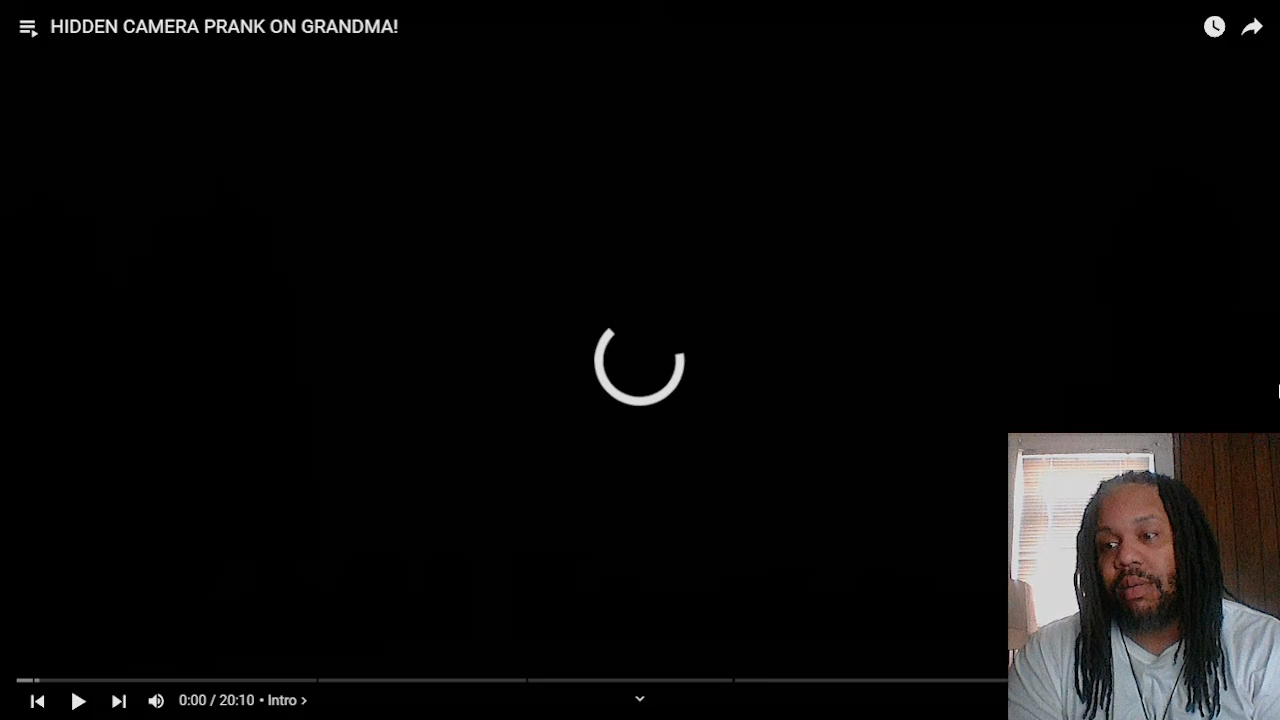 HIDDEN CAMERA PRANK ON GRANDMA!
0:00 / 20:10 • Intro >